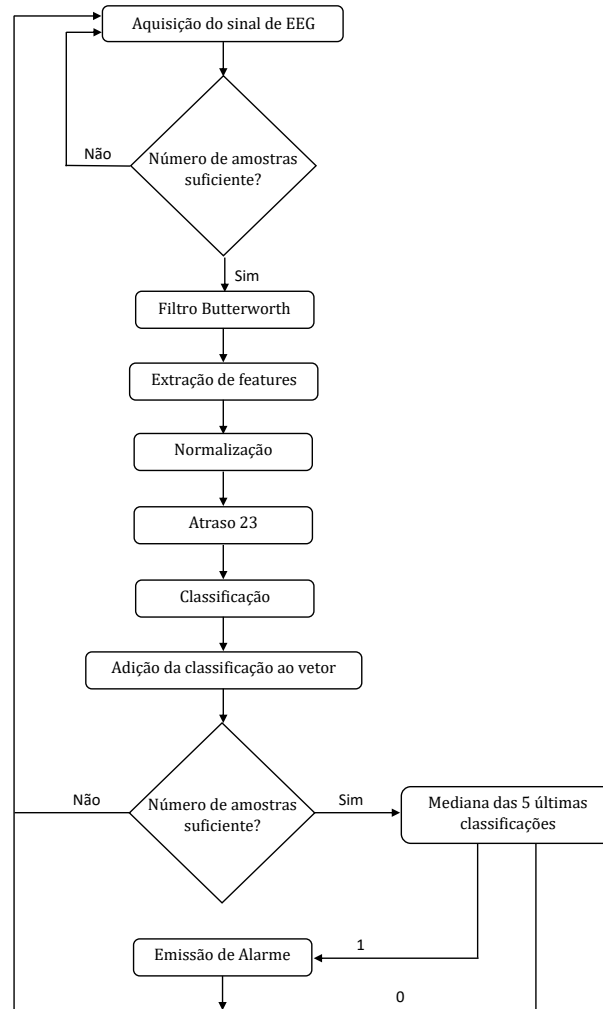 Aquisição do sinal de EEG
Não
Número de amostras
suficiente?
Sim
Filtro Butterworth
Extração de features
Normalização
Atraso 23
Classificação
Adição da classificação ao vetor
Não
Número de amostras
suficiente?
Sim
Mediana das 5 últimas
classificações
1
Emissão de Alarme
0